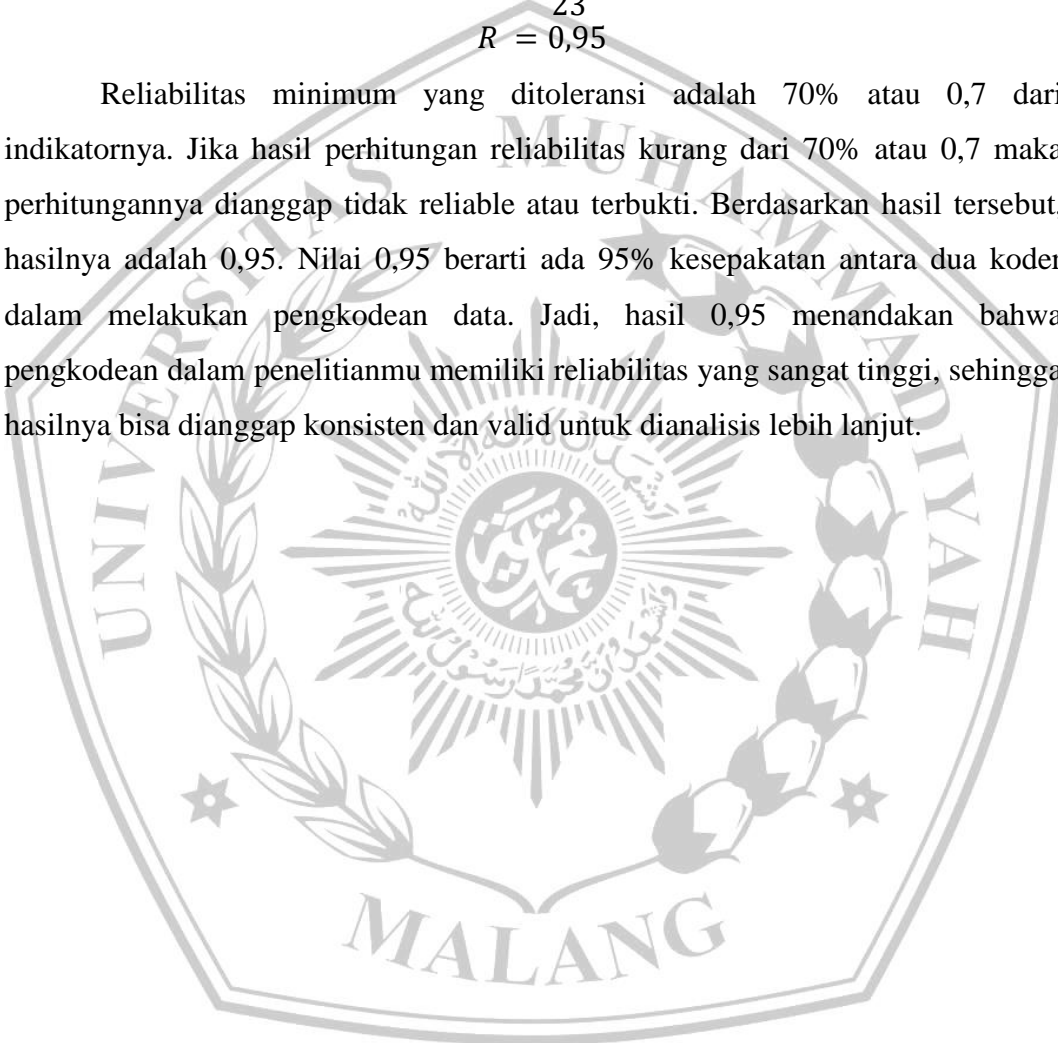 23
R = 0,95
Reliabilitas minimum yang ditoleransi adalah 70% atau 0,7 dari
indikatornya. Jika hasil perhitungan reliabilitas kurang dari 70% atau 0,7 maka
perhitungannya dianggap tidak reliable atau terbukti. Berdasarkan hasil tersebut,
hasilnya adalah 0,95. Nilai 0,95 berarti ada 95% kesepakatan antara dua koder
dalam melakukan pengkodean data. Jadi, hasil 0,95 menandakan bahwa
pengkodean dalam penelitianmu memiliki reliabilitas yang sangat tinggi, sehingga
hasilnya bisa dianggap konsisten dan valid untuk dianalisis lebih lanjut.
UNIVERSITAS MUHAMMADIYAH
MALANG